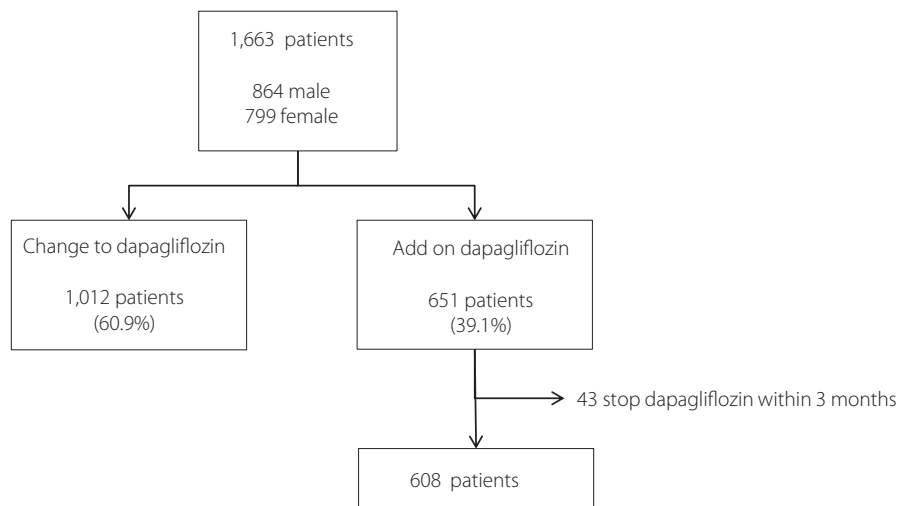 1,663 patients
864 male
799 female
Change to dapagliflozin
1,012 patients
(60.9%)
Add on dapagliflozin
651 patients
(39.1%)
43 stop dapagliflozin within 3 months
608 patients